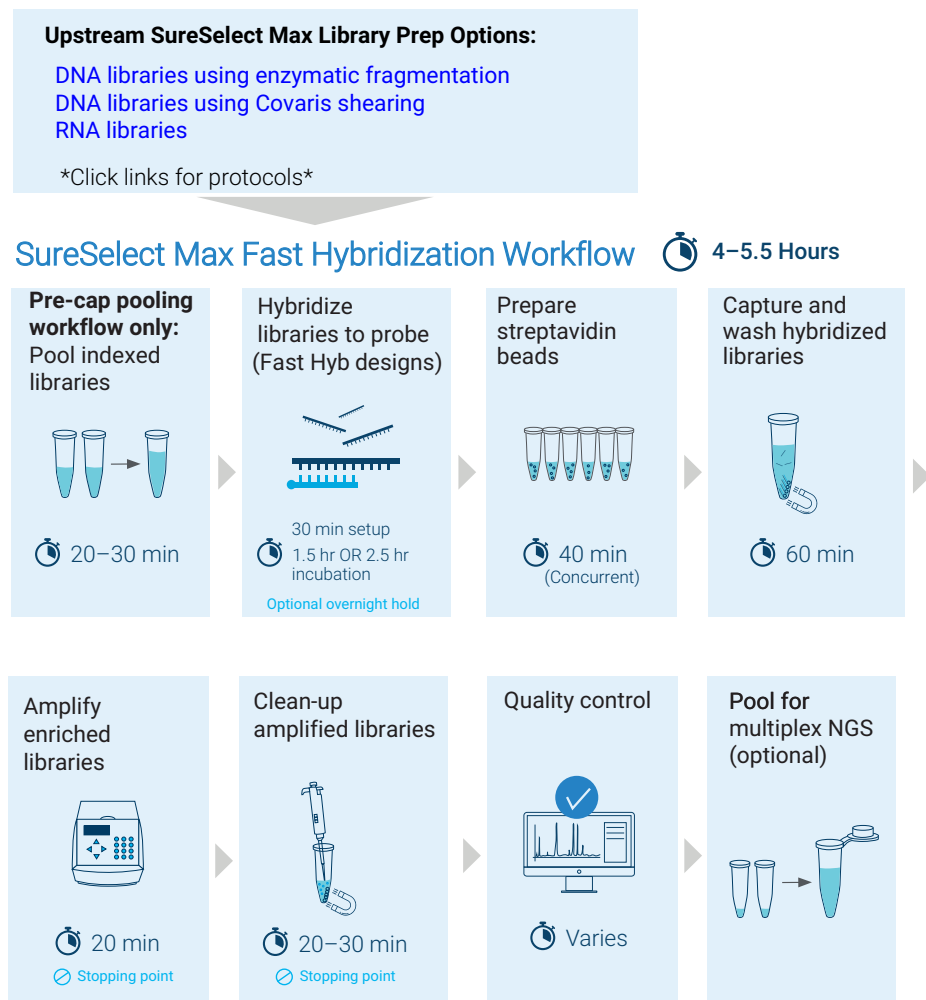 Upstream SureSelect Max Library Prep Options:
DNA libraries using enzymatic fragmentation
DNA libraries using Covaris shearing
RNA libraries
*Click links for protocols*
SureSelect Max Fast Hybridization Workflow
4–5.5 Hours
Pre-cap pooling
workflow only:
Pool indexed
libraries
20–30 min
Hybridize
libraries to probe
(Fast Hyb designs)
30 min setup
1.5 hr OR 2.5 hr
incubation
Optional overnight hold
Prepare
streptavidin
beads
40 min
(Concurrent)
Capture and
wash hybridized
libraries
60 min
Amplify
enriched
libraries
20 min
Stopping point
Clean-up
amplified libraries
20–30 min
Stopping point
Quality control
Varies
Pool for
multiplex NGS
(optional)